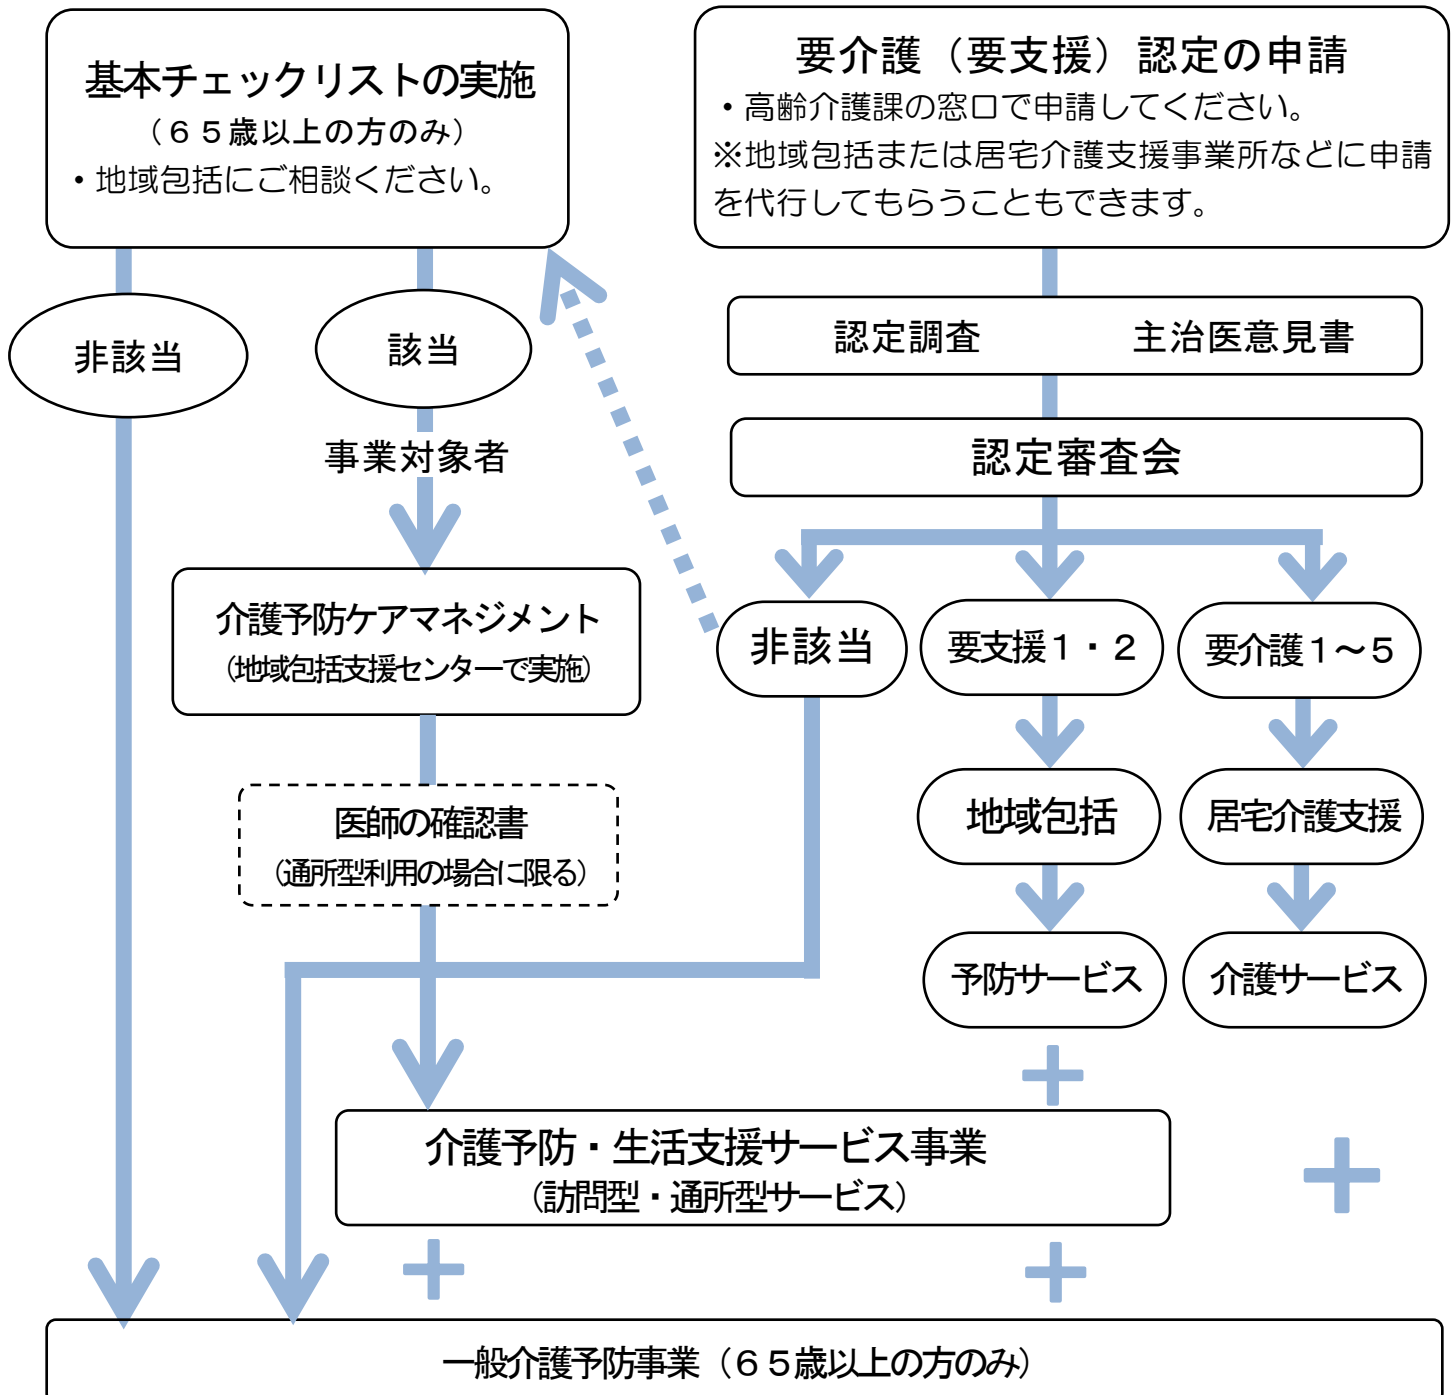 基本チェックリストの実施
（６５歳以上の方のみ）
・地域包括にご相談ください。
要介護（要支援）認定の申請
・高齢介護課の窓口で申請してください。
※地域包括または居宅介護支援事業所などに申請
を代行してもらうこともできます。
非該当
該当
事業対象者
認定調査　主治医意見書
認定審査会
介護予防ケアマネジメント
（地域包括支援センターで実施）
非該当
要支援１・２
要介護１～５
医師の確認書
（通所型利用の場合に限る）
地域包括
居宅介護支援
予防サービス
介護サービス
介護予防・生活支援サービス事業
（訪問型・通所型サービス）
一般介護予防事業（６５歳以上の方のみ）